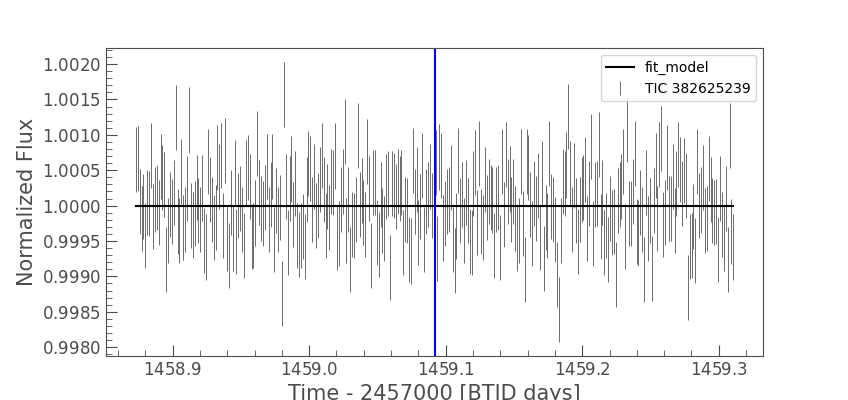 1.0020
1.0015
1.0010
1.0005
1.0000
0.9995
0.9990
0.9985
0.9980
Normalized Flux
fit_model
TIC 382625239
1458.9 1459.0 1459.1 1459.2 1459.3
Time - 2457000 [BTJD days]